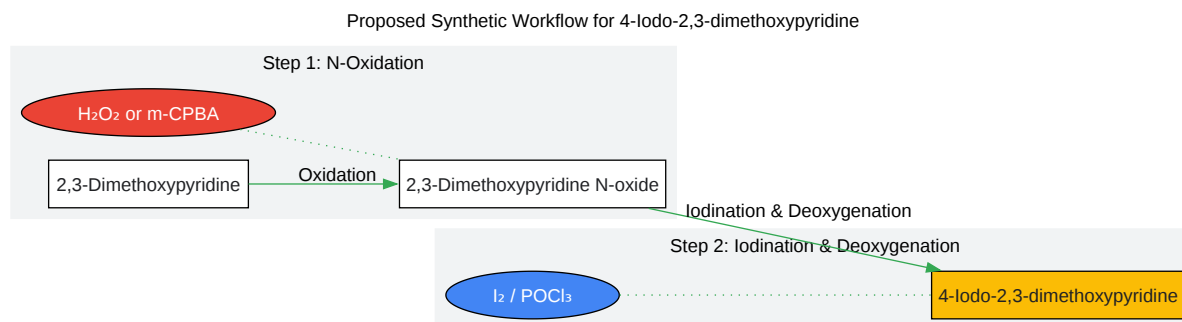 Proposed Synthetic Workflow for 4-Iodo-2,3-dimethoxypyridine
Step 1: N-Oxidation
H₂O₂ or m-CPBA
2,3-Dimethoxypyridine
Oxidation
2,3-Dimethoxypyridine N-oxide
Iodination & Deoxygenation
Step 2: Iodination & Deoxygenation
I₂ / POCl₃
4-Iodo-2,3-dimethoxypyridine